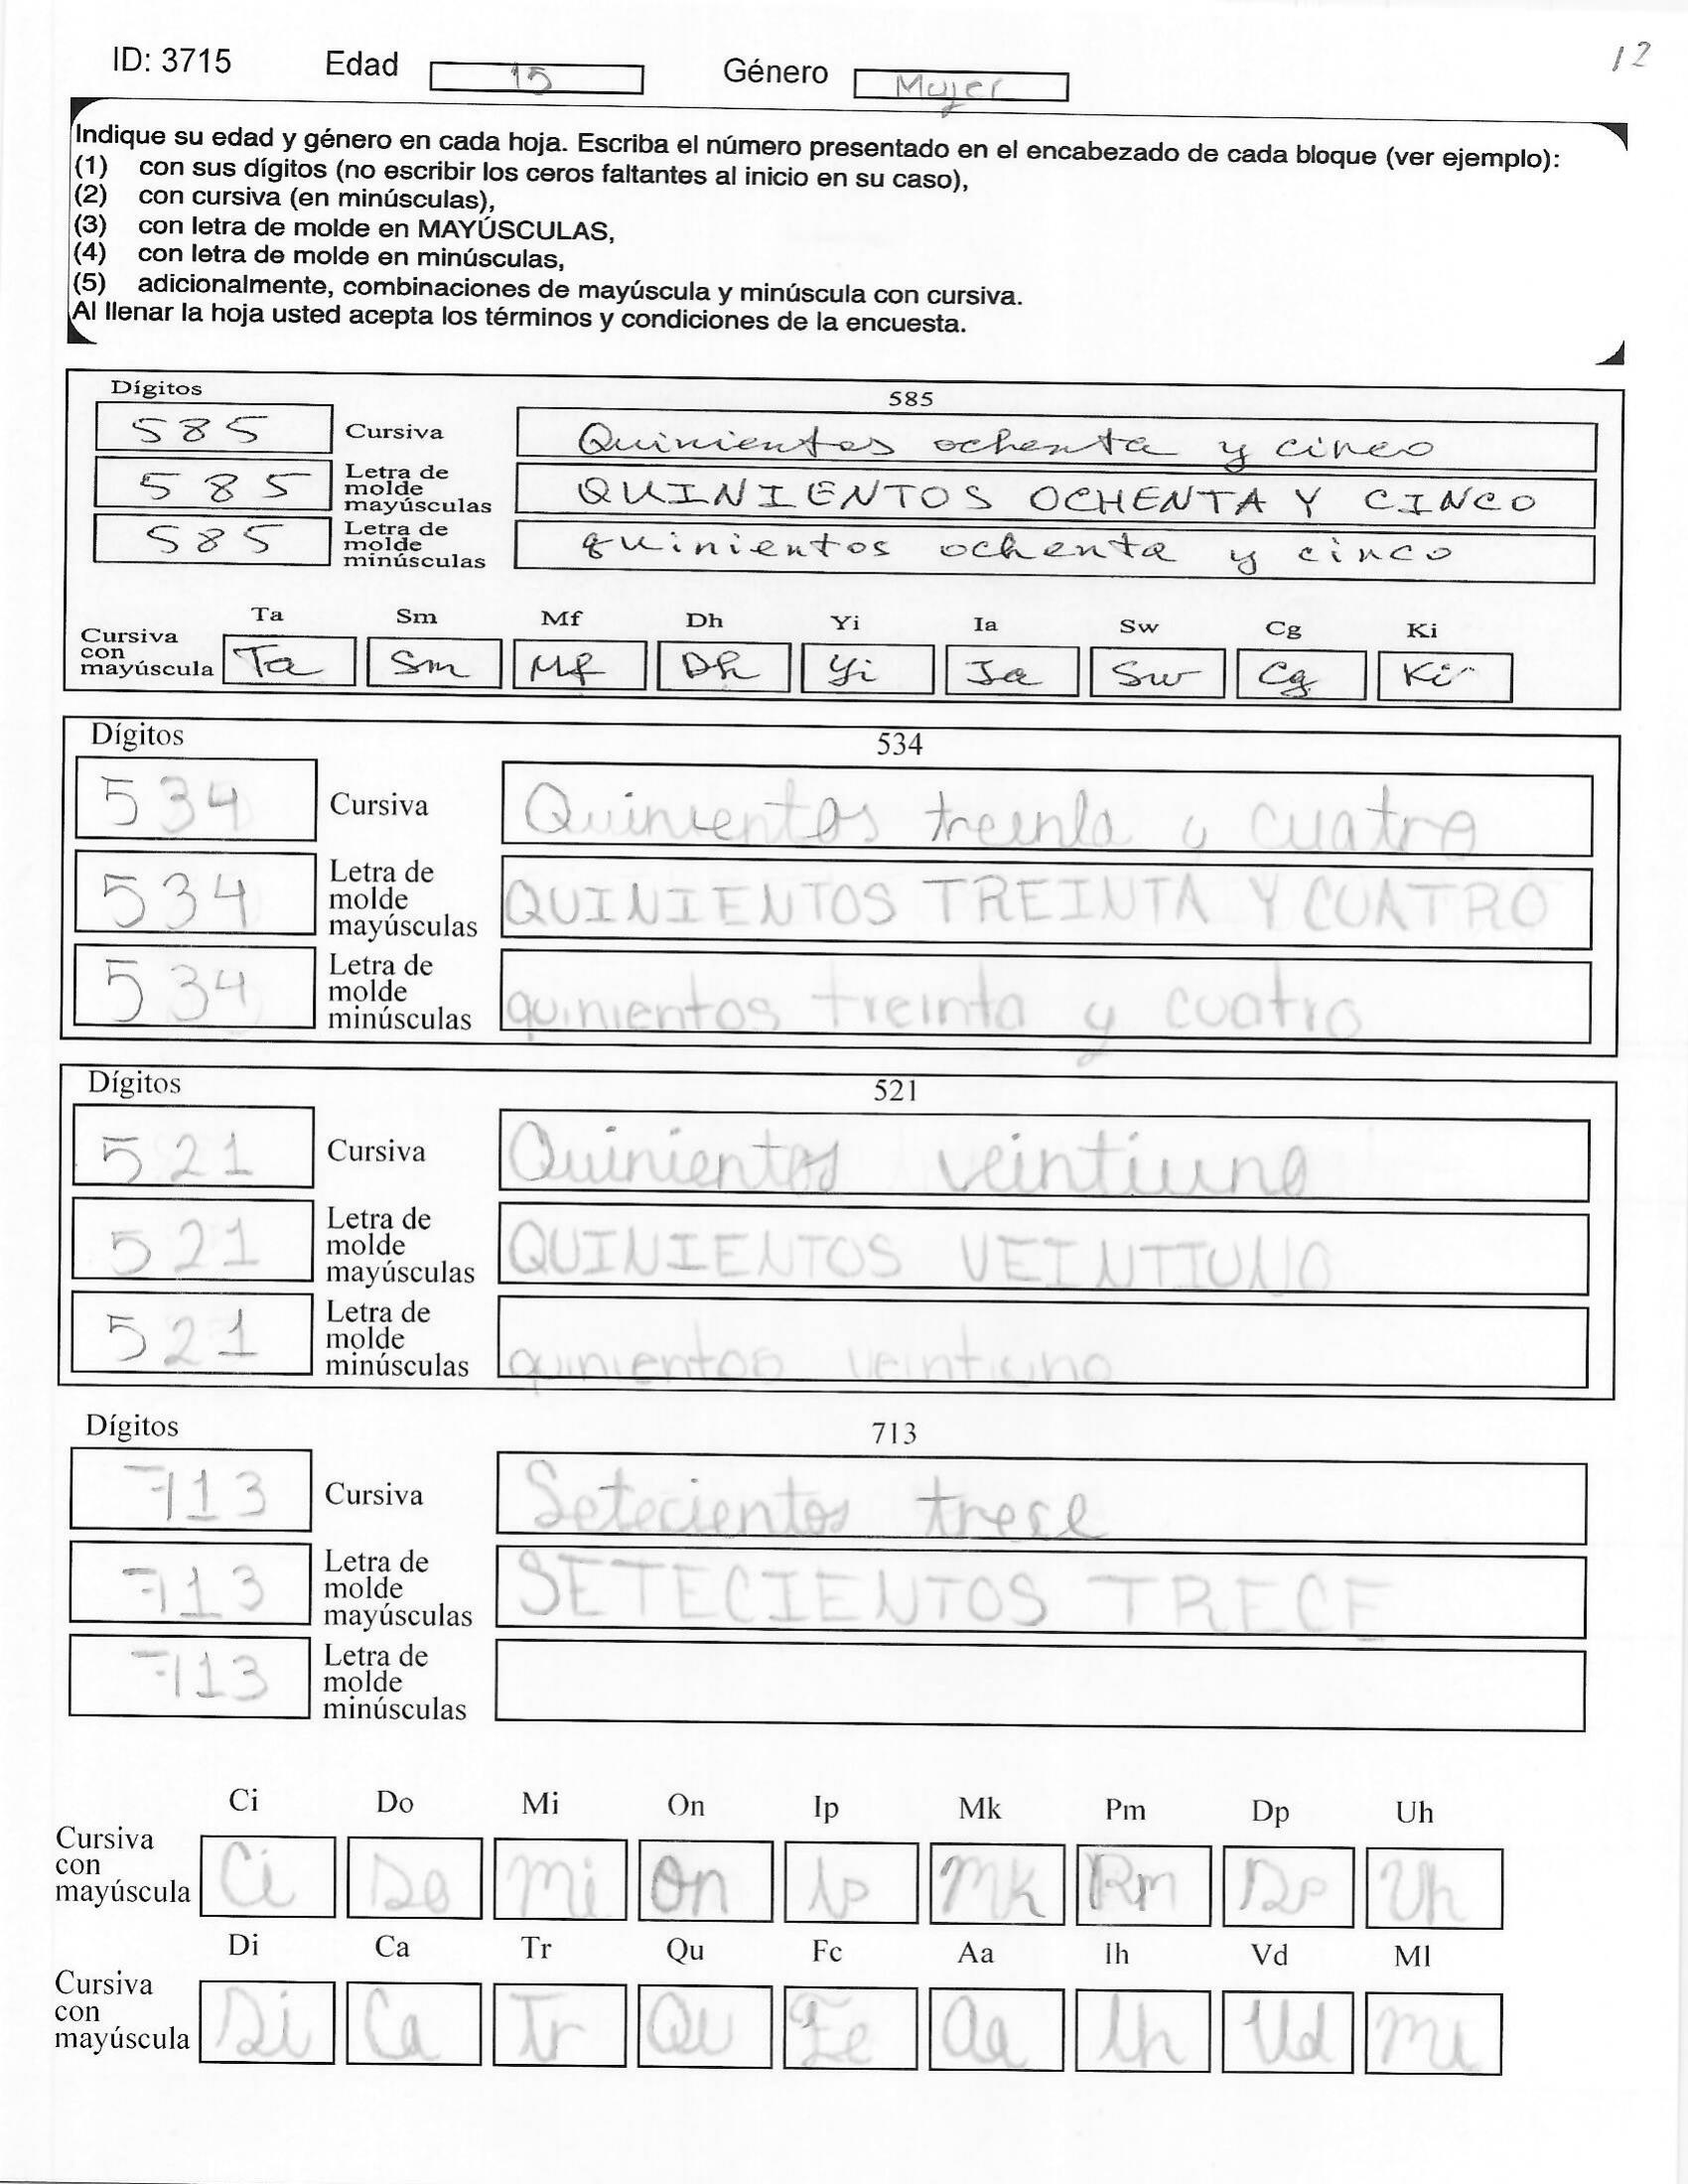 ID: 3715 Edad 15 Género Mujer 12
Indique su edad y género en cada hoja. Escriba el número presentado en el encabezado de cada bloque (ver ejemplo):
(1) con sus dígitos (no escribir los ceros faltantes al inicio en su caso),
(2) con cursiva (en minúsculas),
(3) con letra de molde en MAYÚSCULAS,
(4) con letra de molde en minúsculas,
(5) adicionalmente, combinaciones de mayúscula y minúscula con cursiva.
Al llenar la hoja usted acepta los términos y condiciones de la encuesta.
Dígitos 585
585 Cursiva Quinientos ochenta y cinco
585 Letra de molde mayúsculas QUINIENTOS OCHENTA Y CINCO
585 Letra de molde minúsculas quinientos ochenta y cinco
Ta Sm Mf Dh Yi Ia Sw Cg Ki
Cursiva con mayúscula Ta Sm Mf Dh Yi Ia Sw Cg Ki
Dígitos 534
534 Cursiva Quinientos treinta y cuatro
534 Letra de molde mayúsculas QUINIENTOS TREINTA Y CUATRO
534 Letra de molde minúsculas quinientos treinta y cuatro
Dígitos 521
521 Cursiva Quinientos veintiuno
521 Letra de molde mayúsculas QUINIENTOS VEINTIUNO
521 Letra de molde minúsculas quinientos veintiuno
Dígitos 713
713 Cursiva Setecientos trece
713 Letra de molde mayúsculas SETECIENTOS TRECE
713 Letra de molde minúsculas
Ci Do Mi On Ip Mk Pm Dp Uh
Cursiva con mayúscula Ci Do Mi On Ip Mk Pm Dp Uh
Di Ca Tr Qu Fc Aa Ih Vd Ml
Cursiva con mayúscula Di Ca Tr Qu Fc Aa Ih Vd Ml